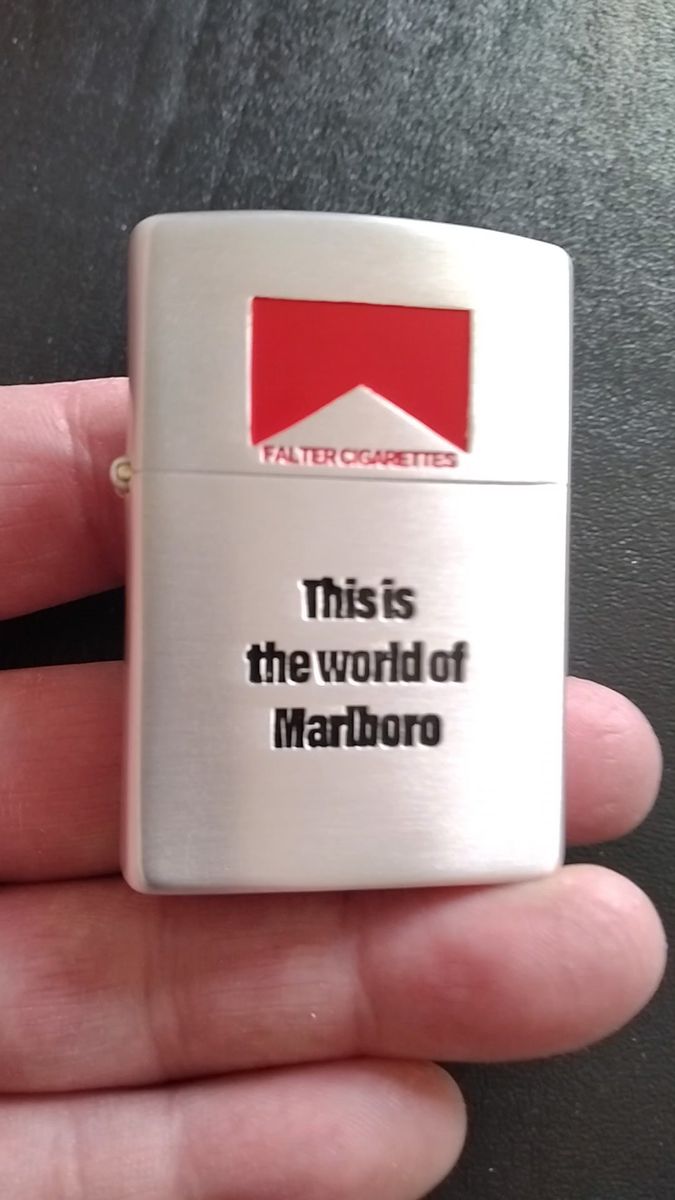 FALTER CIGARETTES
This is
the world of
Marlboro